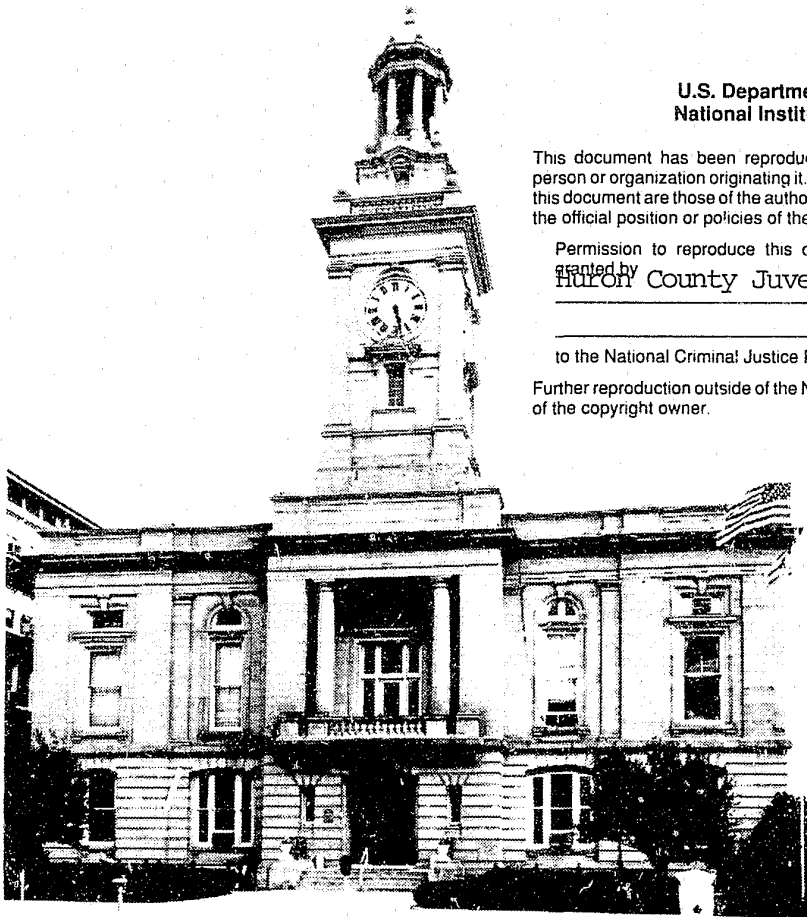 U.S. Departme
National Instit
This document has been reproduc
person or organization originating it.
this document are those of the autho
the official position or policies of the
Permission to reproduce this c
granted by
Huron County Juve
to the National Criminal Justice
Further reproduction outside of the N
of the copyright owner.